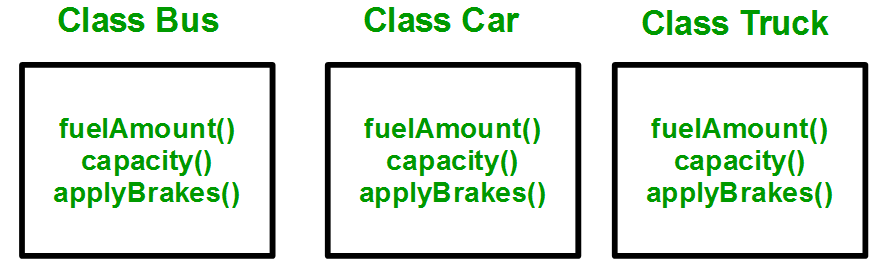 Class Bus
fuelAmount()
capacity()
applyBrakes()
Class Car
fuelAmount()
capacity()
applyBrakes()
Class Truck
fuelAmount()
capacity()
applyBrakes()